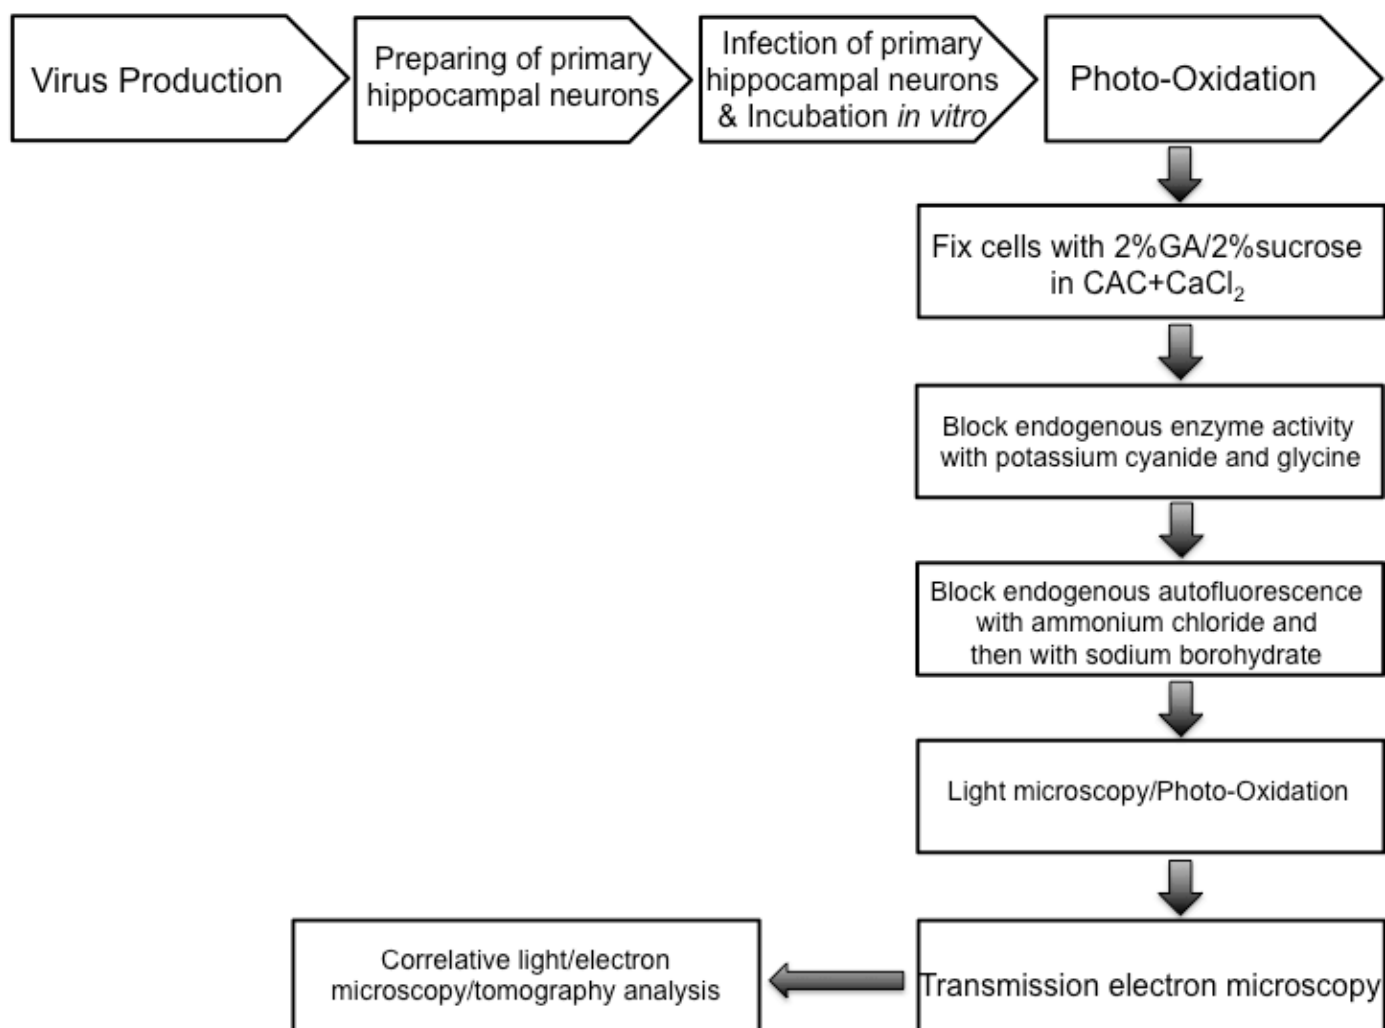 Virus Production
Preparing of primary
hippocampal neurons
Infection of primary
hippocampal neurons
& Incubation in vitro
Photo-Oxidation
Fix cells with 2%GA/2%sucrose
in CAC+CaCl₂
Block endogenous enzyme activity
with potassium cyanide and glycine
Block endogenous autofluorescence
with ammonium chloride and
then with sodium borohydrate
Light microscopy/Photo-Oxidation
Transmission electron microscopy
Correlative light/electron
microscopy/tomography analysis